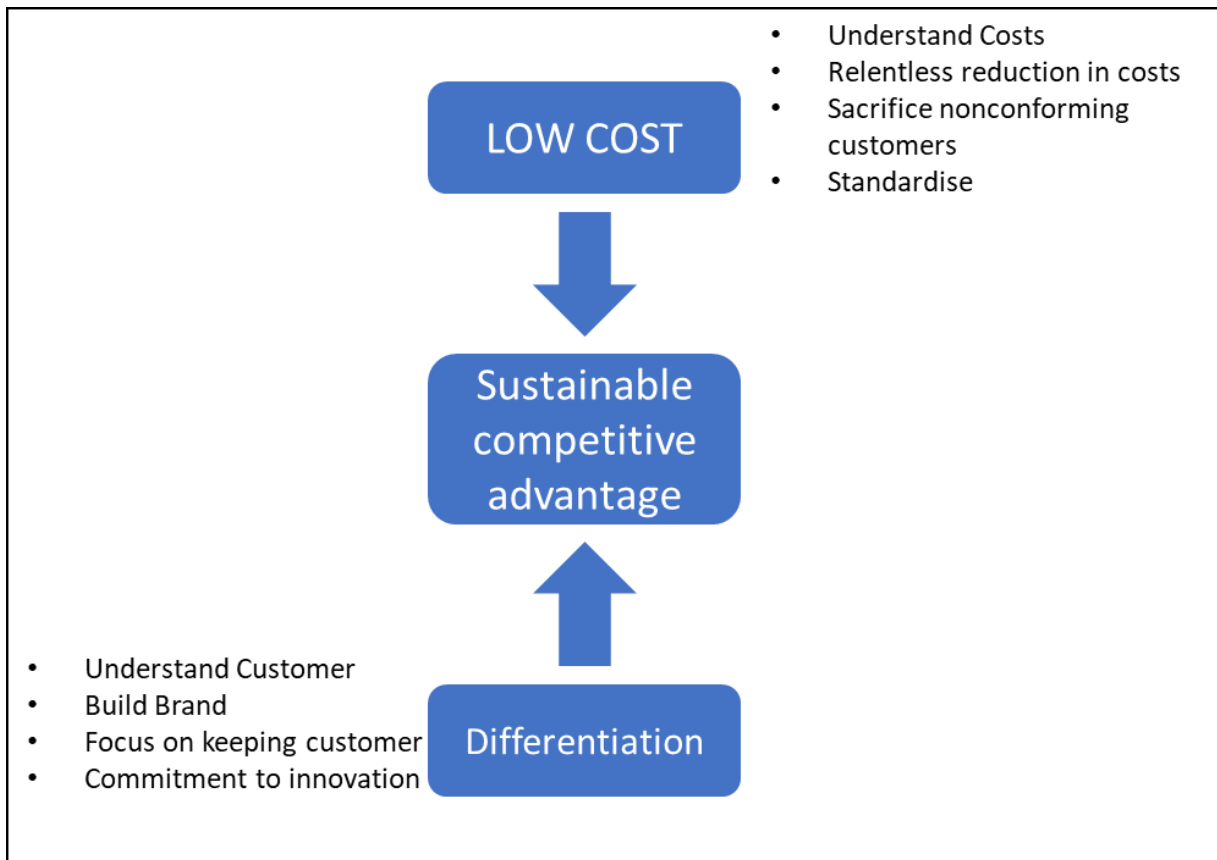 • Understand Costs
• Relentless reduction in costs
• Sacrifice nonconforming
customers
• Standardise
LOW COST
Sustainable
competitive
advantage
• Understand Customer
• Build Brand
• Focus on keeping customer
• Commitment to innovation
Differentiation